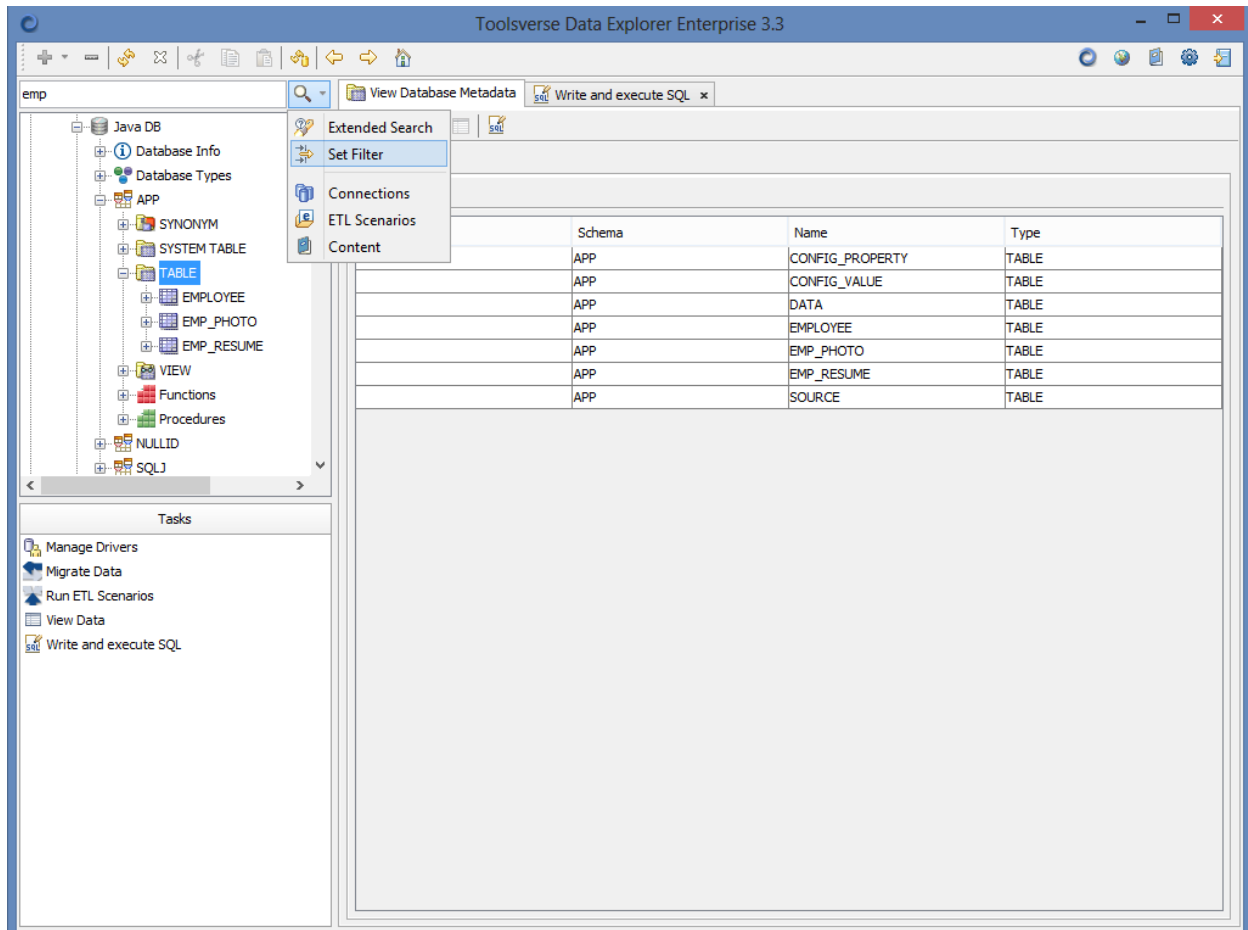 Toolsverse Data Explorer Enterprise 3.3
emp
View Database Metadata
Write and execute SQL
Java DB
Database Info
Database Types
APP
SYNONYM
SYSTEM TABLE
TABLE
EMPLOYEE
EMP_PHOTO
EMP_RESUME
VIEW
Functions
Procedures
NULLID
SQLJ
Extended Search
Set Filter
Connections
ETL Scenarios
Content
SQL
Schema Name Type
APP CONFIG_PROPERTY TABLE
APP CONFIG_VALUE TABLE
APP DATA TABLE
APP EMPLOYEE TABLE
APP EMP_PHOTO TABLE
APP EMP_RESUME TABLE
APP SOURCE TABLE
Tasks
Manage Drivers
Migrate Data
Run ETL Scenarios
View Data
Write and execute SQL